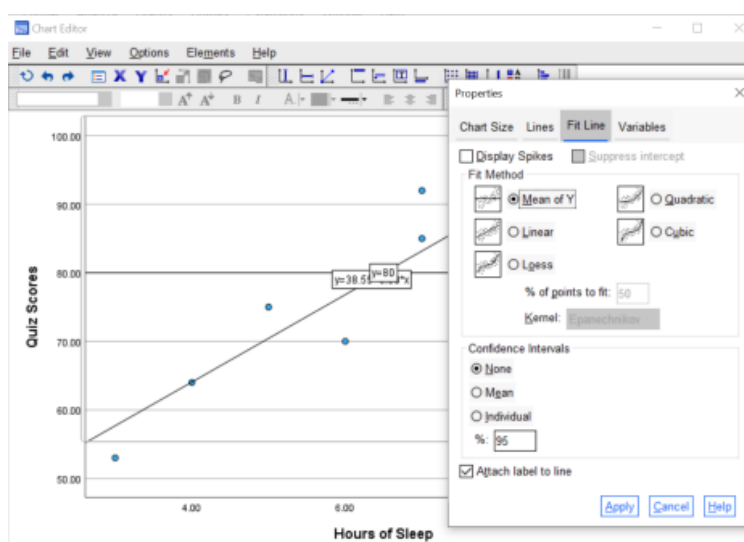 Chart Editor
File Edit View Options Elements Help
Properties
Chart Size Lines Fit Line Variables
Display Spikes Suppress intercept
Fit Method
Mean of Y Quadratic
Linear Cubic
Loess
% of points to fit: 50
Kernel: Epanechnikov
Confidence Intervals
None
Mean
Individual
%: 95
Attach label to line
Apply Cancel Help
100.00
90.00
80.00
70.00
60.00
50.00
Quiz Scores
y=80
y=38.55
*x
4.00 6.00
Hours of Sleep